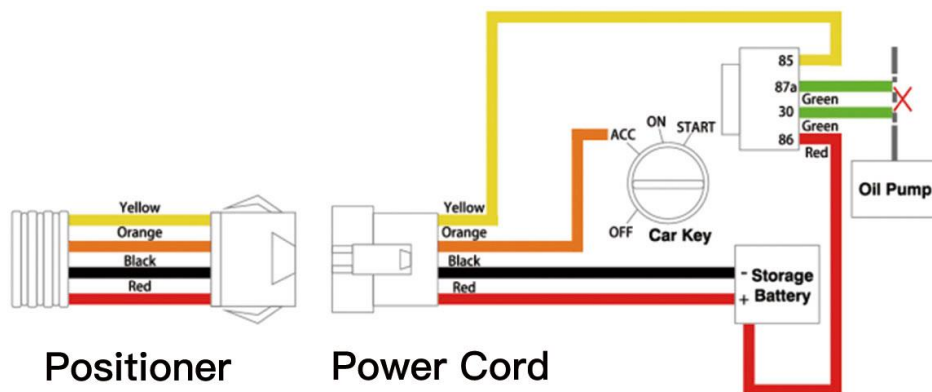 85
87a
Green
30
Green
86
Red
Oil Pump
ON
START
ACC
OFF
Car Key
Yellow
Orange
Black
Red
Yellow
Orange
Black
Red
- Storage
+ Battery
Positioner
Power Cord